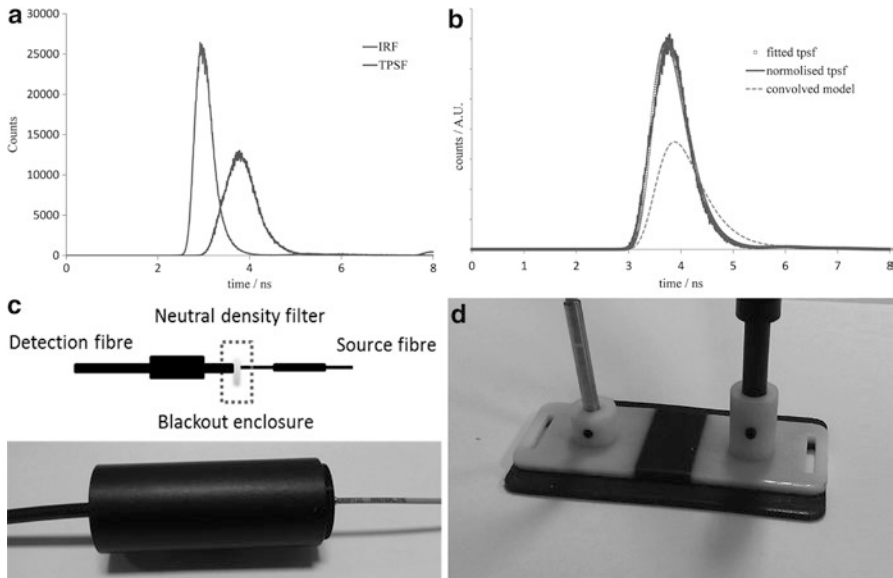 a
30000
25000
20000
15000
10000
5000
0
Counts
IRF
TPSF
0 2 4 6 8
time / ns
b
counts / A.U.
fitted tpsf
normolised tpsf
convolved model
0 1 2 3 4 5 6 7 8
time / ns
c
Neutral density filter
Detection fibre
Source fibre
Blackout enclosure
d